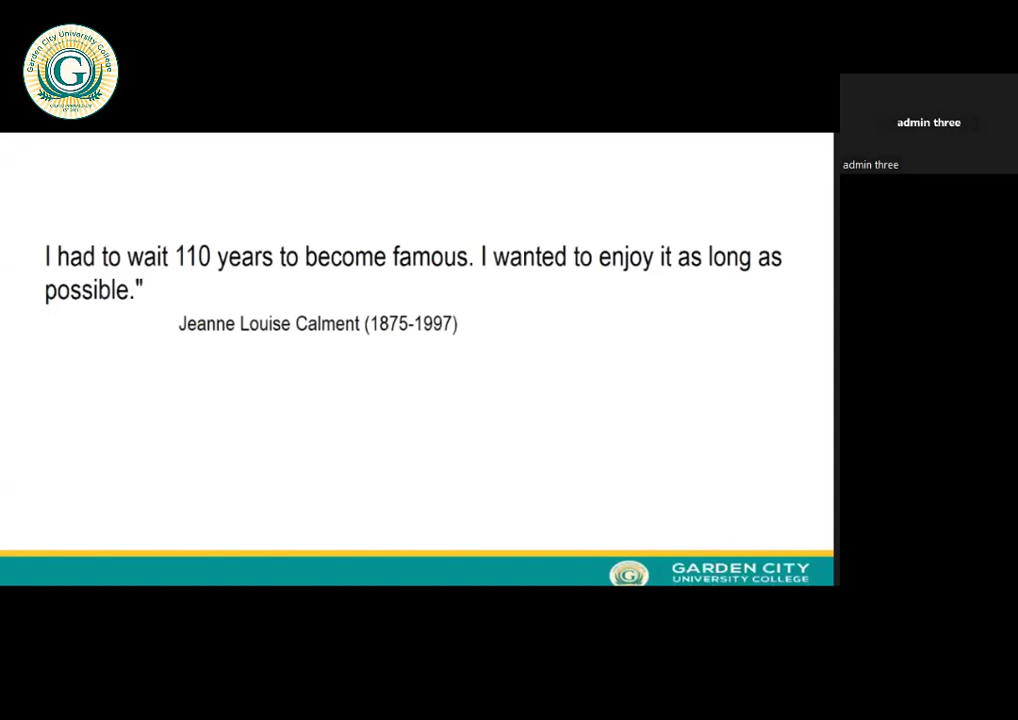 Garden City University College
G
admin three
admin three
I had to wait 110 years to become famous. I wanted to enjoy it as long as
possible."
Jeanne Louise Calment (1875-1997)
G
GARDEN CITY
UNIVERSITY COLLEGE